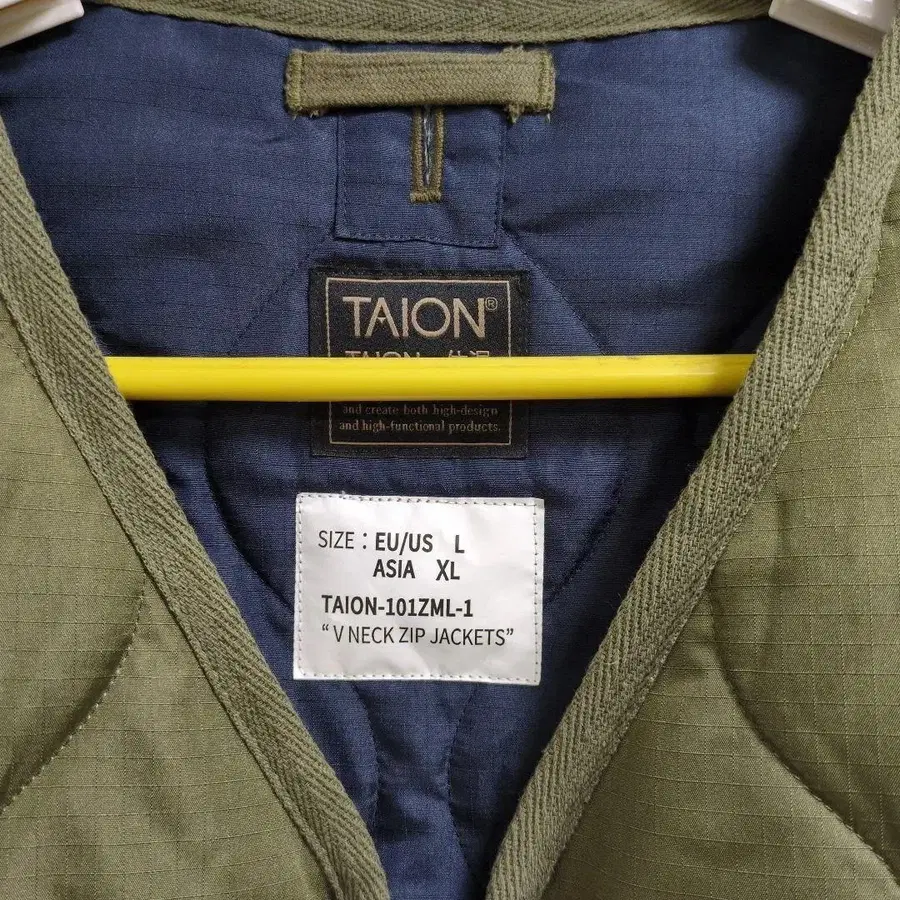 TAION®
and create both high-design
and high-functional products.
SIZE : EU/US L
ASIA XL
TAION-101ZML-1
“ V NECK ZIP JACKETS”